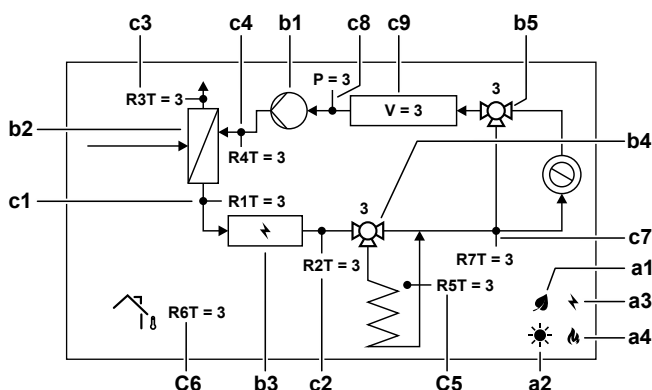 c3 c4 b1 c8 c9 b5
P = 3
3
R3T = 3
V = 3
b2
b4
R4T = 3
c1
R1T = 3
3
R2T = 3
R7T = 3
c7
R5T = 3
a1
R6T = 3
a3
a4
C6 b3 c2 C5 a2